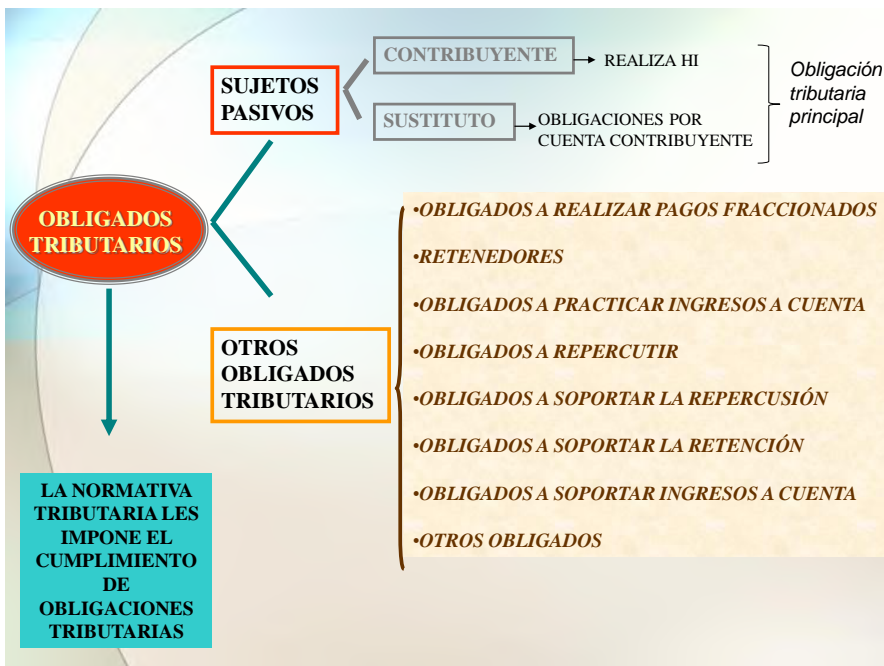 CONTRIBUYENTE
REALIZA HI
SUJETOS
PASIVOS
SUSTITUTO
OBLIGACIONES POR
CUENTA CONTRIBUYENTE
Obligación
tributaria
principal
OBLIGADOS
TRIBUTARIOS
OTROS
OBLIGADOS
TRIBUTARIOS
•OBLIGADOS A REALIZAR PAGOS FRACCIONADOS
•RETENEDORES
•OBLIGADOS A PRACTICAR INGRESOS A CUENTA
•OBLIGADOS A REPERCUTIR
•OBLIGADOS A SOPORTAR LA REPERCUSIÓN
•OBLIGADOS A SOPORTAR LA RETENCIÓN
•OBLIGADOS A SOPORTAR INGRESOS A CUENTA
•OTROS OBLIGADOS
LA NORMATIVA
TRIBUTARIA LES
IMPONE EL
CUMPLIMIENTO
DE
OBLIGACIONES
TRIBUTARIAS